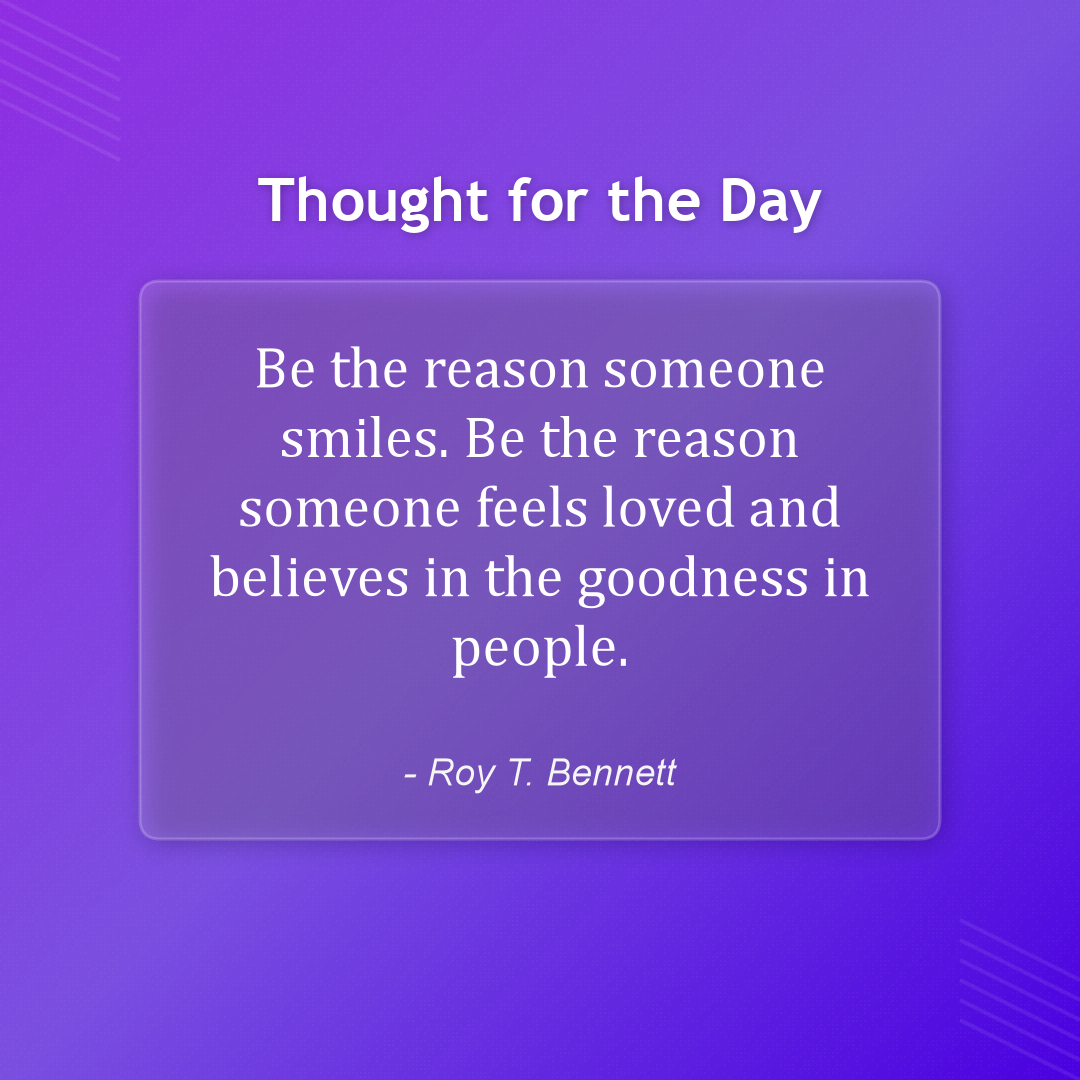 Thought for the Day
Be the reason someone
smiles. Be the reason
someone feels loved and
believes in the goodness in
people.
- Roy T. Bennett